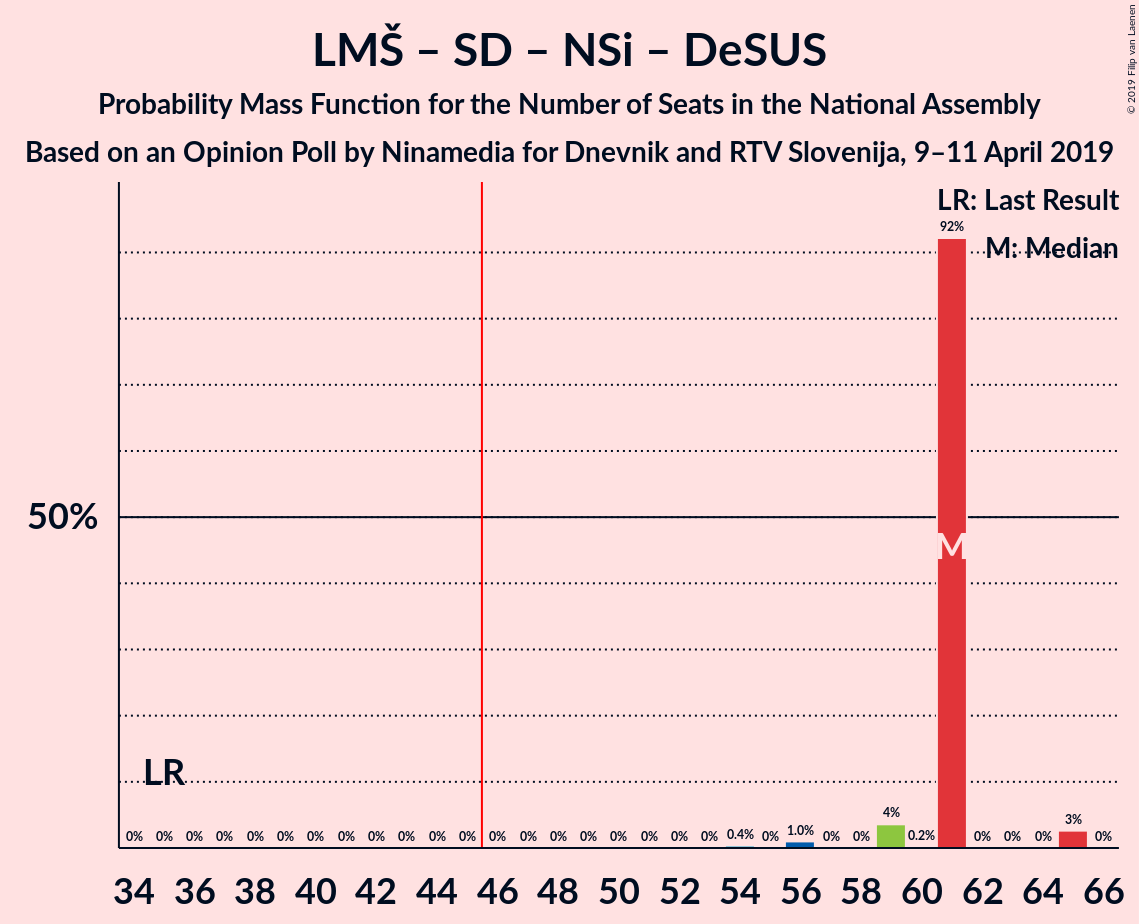 LMŠ – SD – NSi – DeSUS
Probability Mass Function for the Number of Seats in the National Assembly
Based on an Opinion Poll by Ninamedia for Dnevnik and RTV Slovenija, 9–11 April 2019
© 2019 Filip van Laenen
LR: Last Result
92%
M: Median
50%
M
LR
0% 0% 0% 0% 0% 0% 0% 0% 0% 0% 0% 0% 0% 0% 0% 0% 0% 0% 0% 0% 0.4% 0% 1.0% 0% 0% 4% 0.2% 0% 0% 0% 3% 0%
34 36 38 40 42 44 46 48 50 52 54 56 58 60 62 64 66